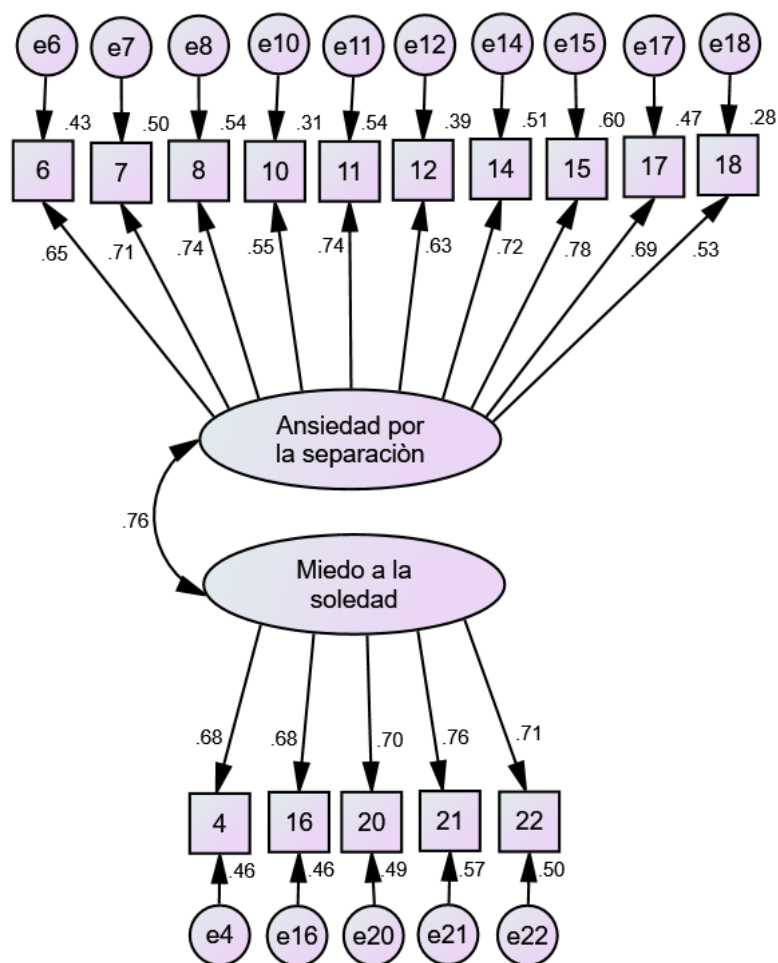 e6 e7 e8 e10 e11 e12 e14 e15 e17 e18
.43 .50 .54 .31 .54 .39 .51 .60 .47 .28
6 7 8 10 11 12 14 15 17 18
.65 .71 .74 .55 .74 .63 .72 .78 .69 .53
Ansiedad por
la separaciòn
.76
Miedo a la
soledad
.68 .68 .70 .76 .71
4 16 20 21 22
.46 .46 .49 .57 .50
e4 e16 e20 e21 e22